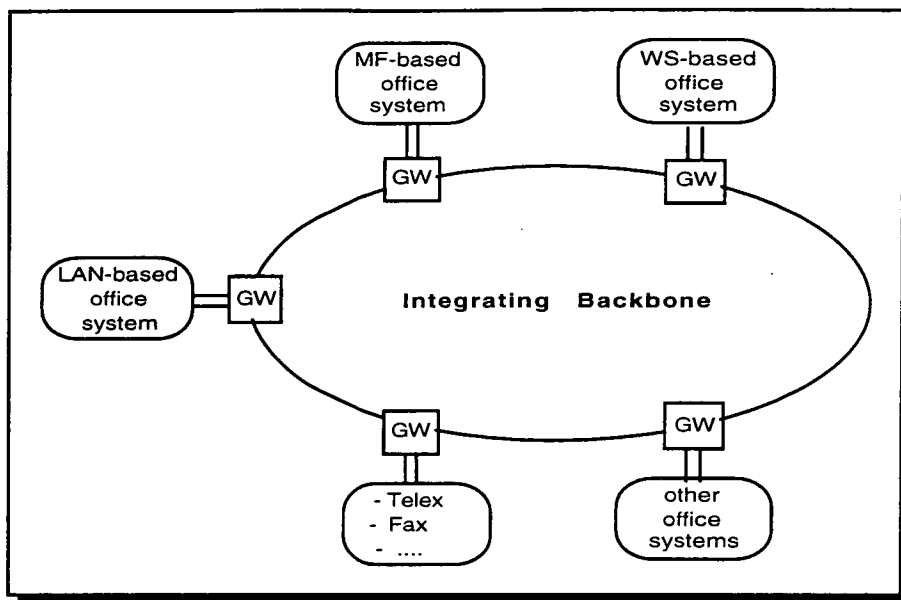 MF-based
office
system
WS-based
office
system
GW
GW
LAN-based
office
system
GW
Integrating Backbone
GW
GW
- Telex
- Fax
- ....
other
office
systems